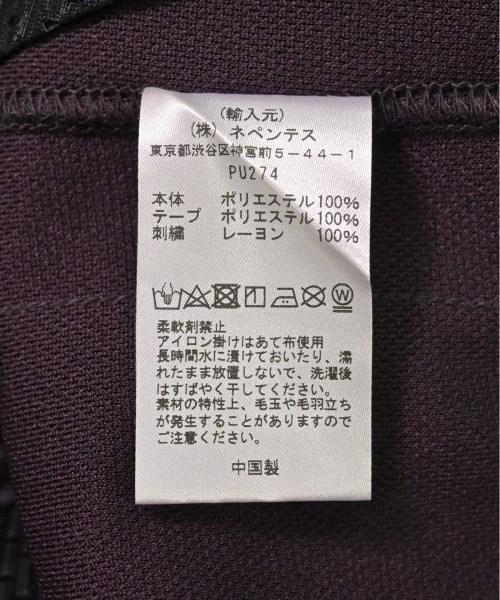 (輸入元)
(株) ネペンテス
東京都渋谷区神宮前5-44-1
PU274
本体 ポリエステル100%
テープ ポリエステル100%
刺繍 レーヨン 100%
W
柔軟剤禁止
アイロン掛けはあて布使用
長時間水に漬けておいたり、濡
れたまま放置しないで、洗濯後
はすばやく干してください。
素材の特性上、毛玉や毛羽立ち
が発生することがありますので
ご注意ください。
中国製